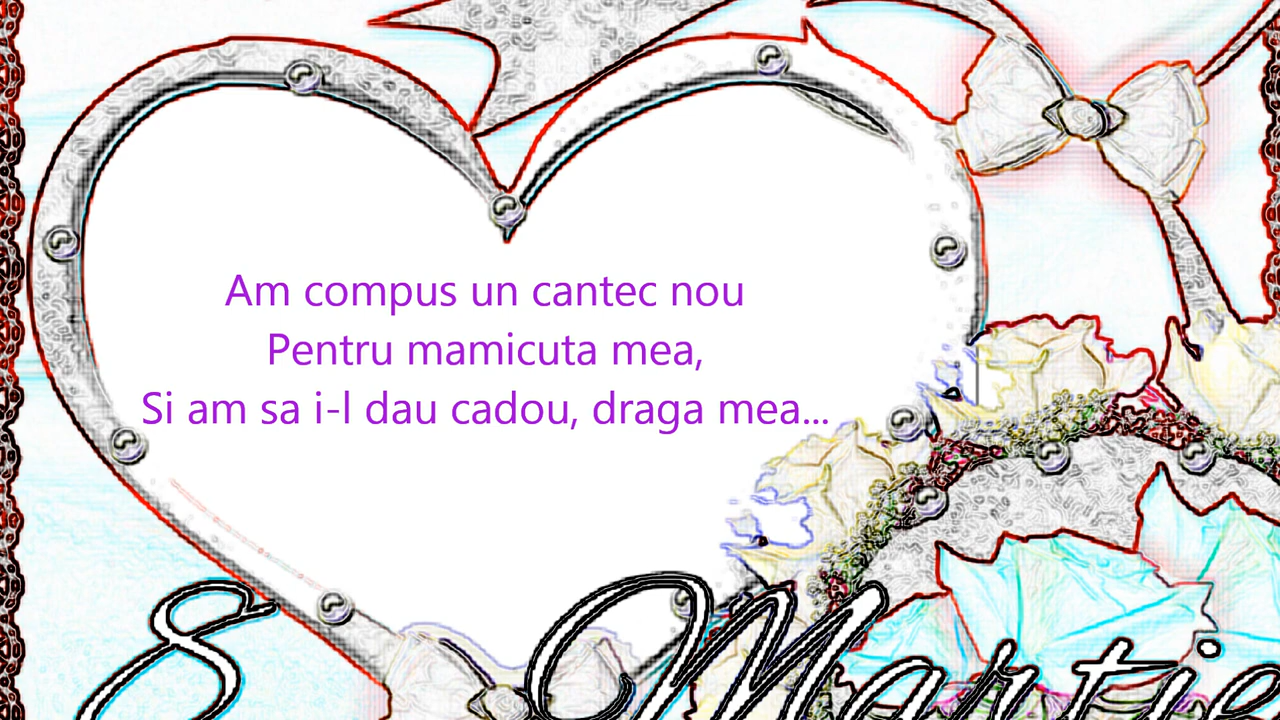 Am compus un cantec nou
Pentru mamicuta mea,
Si am sa i-l dau cadou, draga mea...
8 Martie